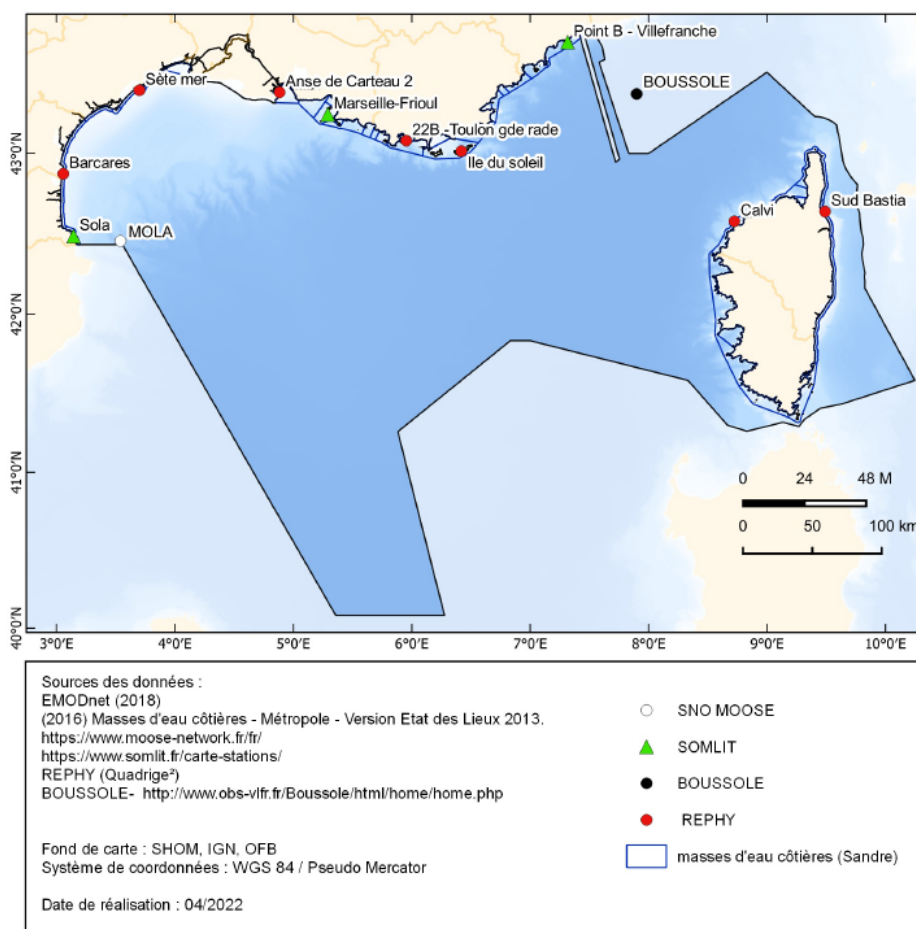 Point B - Villefranche
BOUSSOLE
Sète mer
Anse de Carteau 2
Marseille-Frioul
22B -Toulon gde rade
Ile du soleil
Barcares
Calvi
Sud Bastia
Sola
MOLA
43°0'N
42°0'N
41°0'N
40°0'N
0 24 48 M
0 50 100 km
3°0'E 4°0'E 5°0'E 6°0'E 7°0'E 8°0'E 9°0'E 10°0'E
Sources des données :
EMODnet (2018)
(2016) Masses d'eau côtières - Métropole - Version Etat des Lieux 2013.
https://www.moose-network.fr/fr/
https://www.somlit.fr/carte-stations/
REPHY (Quadrige²)
BOUSSOLE- http://www.obs-vlfr.fr/Boussole/html/home/home.php
Fond de carte : SHOM, IGN, OFB
Système de coordonnées : WGS 84 / Pseudo Mercator
Date de réalisation : 04/2022
SNO MOOSE
SOMLIT
BOUSSOLE
REPHY
masses d'eau côtières (Sandre)